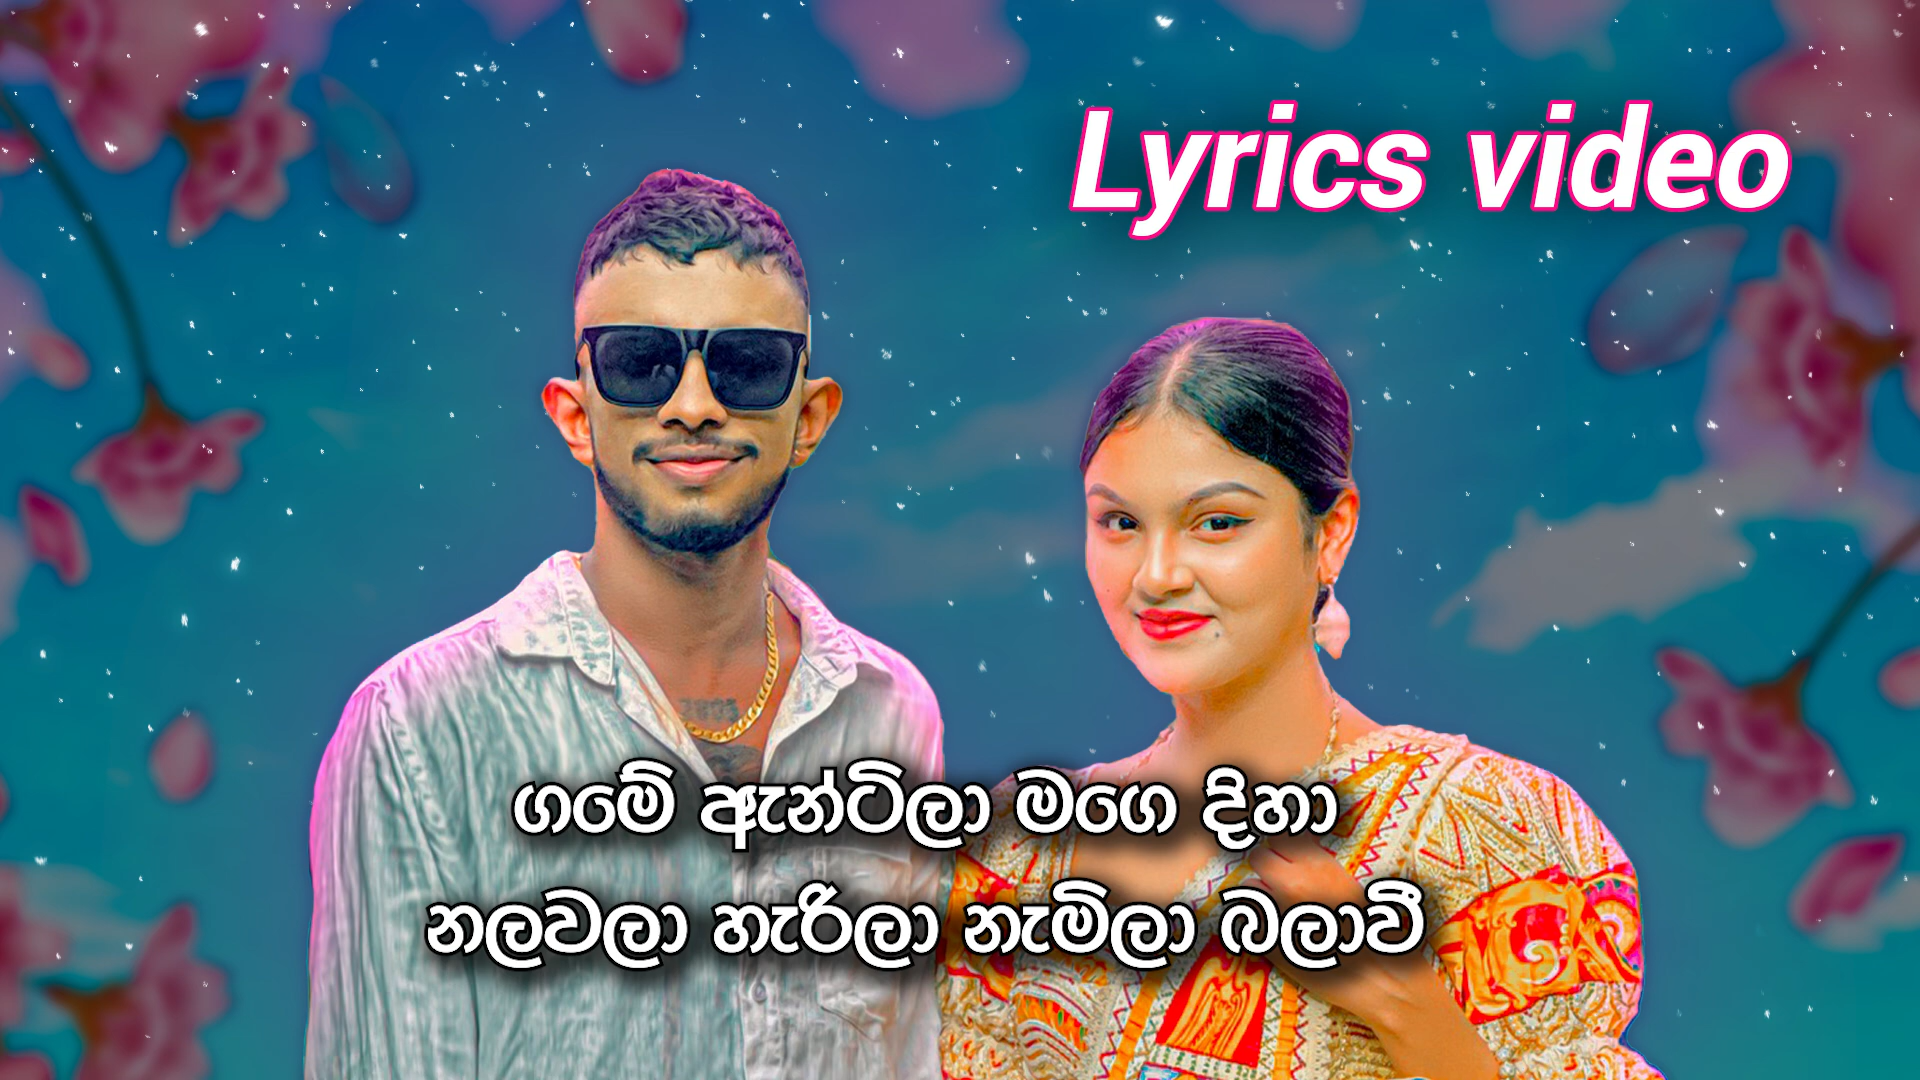 Lyrics video
ගමේ ඇන්ටිලා මගෙ දිහා
නලවලා හැරිලා නැමිලා බලාවී